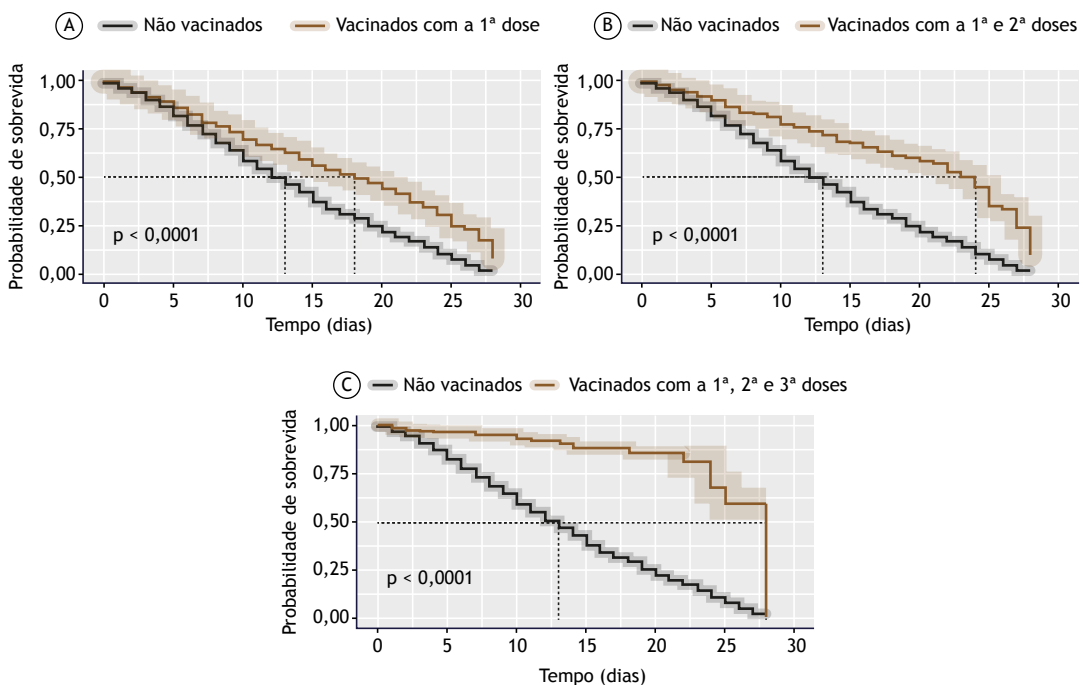 A Não vacinados Vacinados com a 1ª dose
Probabilidade de sobrevida
1,00
0,75
0,50
0,25
0,00
p < 0,0001
0 5 10 15 20 25 30
Tempo (dias)
B Não vacinados Vacinados com a 1ª e 2ª doses
Probabilidade de sobrevida
1,00
0,75
0,50
0,25
0,00
p < 0,0001
0 5 10 15 20 25 30
Tempo (dias)
C Não vacinados Vacinados com a 1ª, 2ª e 3ª doses
Probabilidade de sobrevida
1,00
0,75
0,50
0,25
0,00
p < 0,0001
0 5 10 15 20 25 30
Tempo (dias)